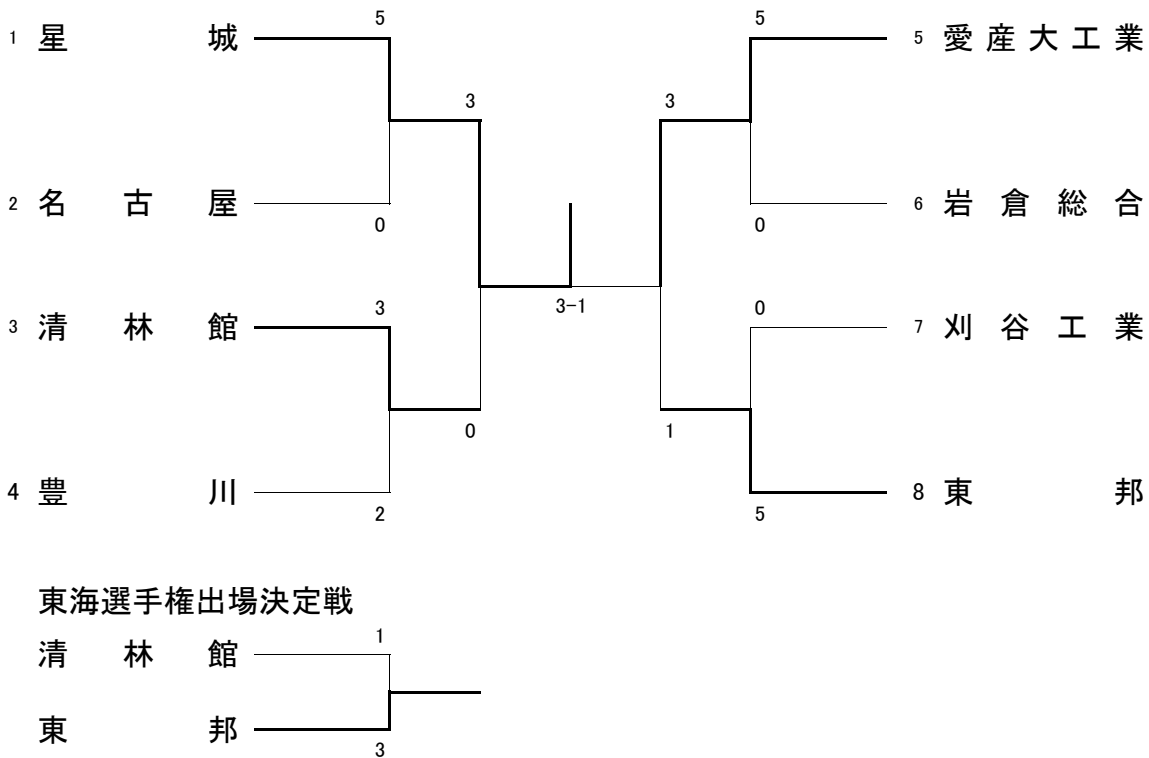 5 5
1 星城 5 愛産大工業
3 3
2 名古屋 6 岩倉総合
0 0
3-1
3 0
3 清林館 7 刈谷工業
0 1
4 豊川 8 東邦
2 5
東海選手権出場決定戦
1
清林館
東邦
3